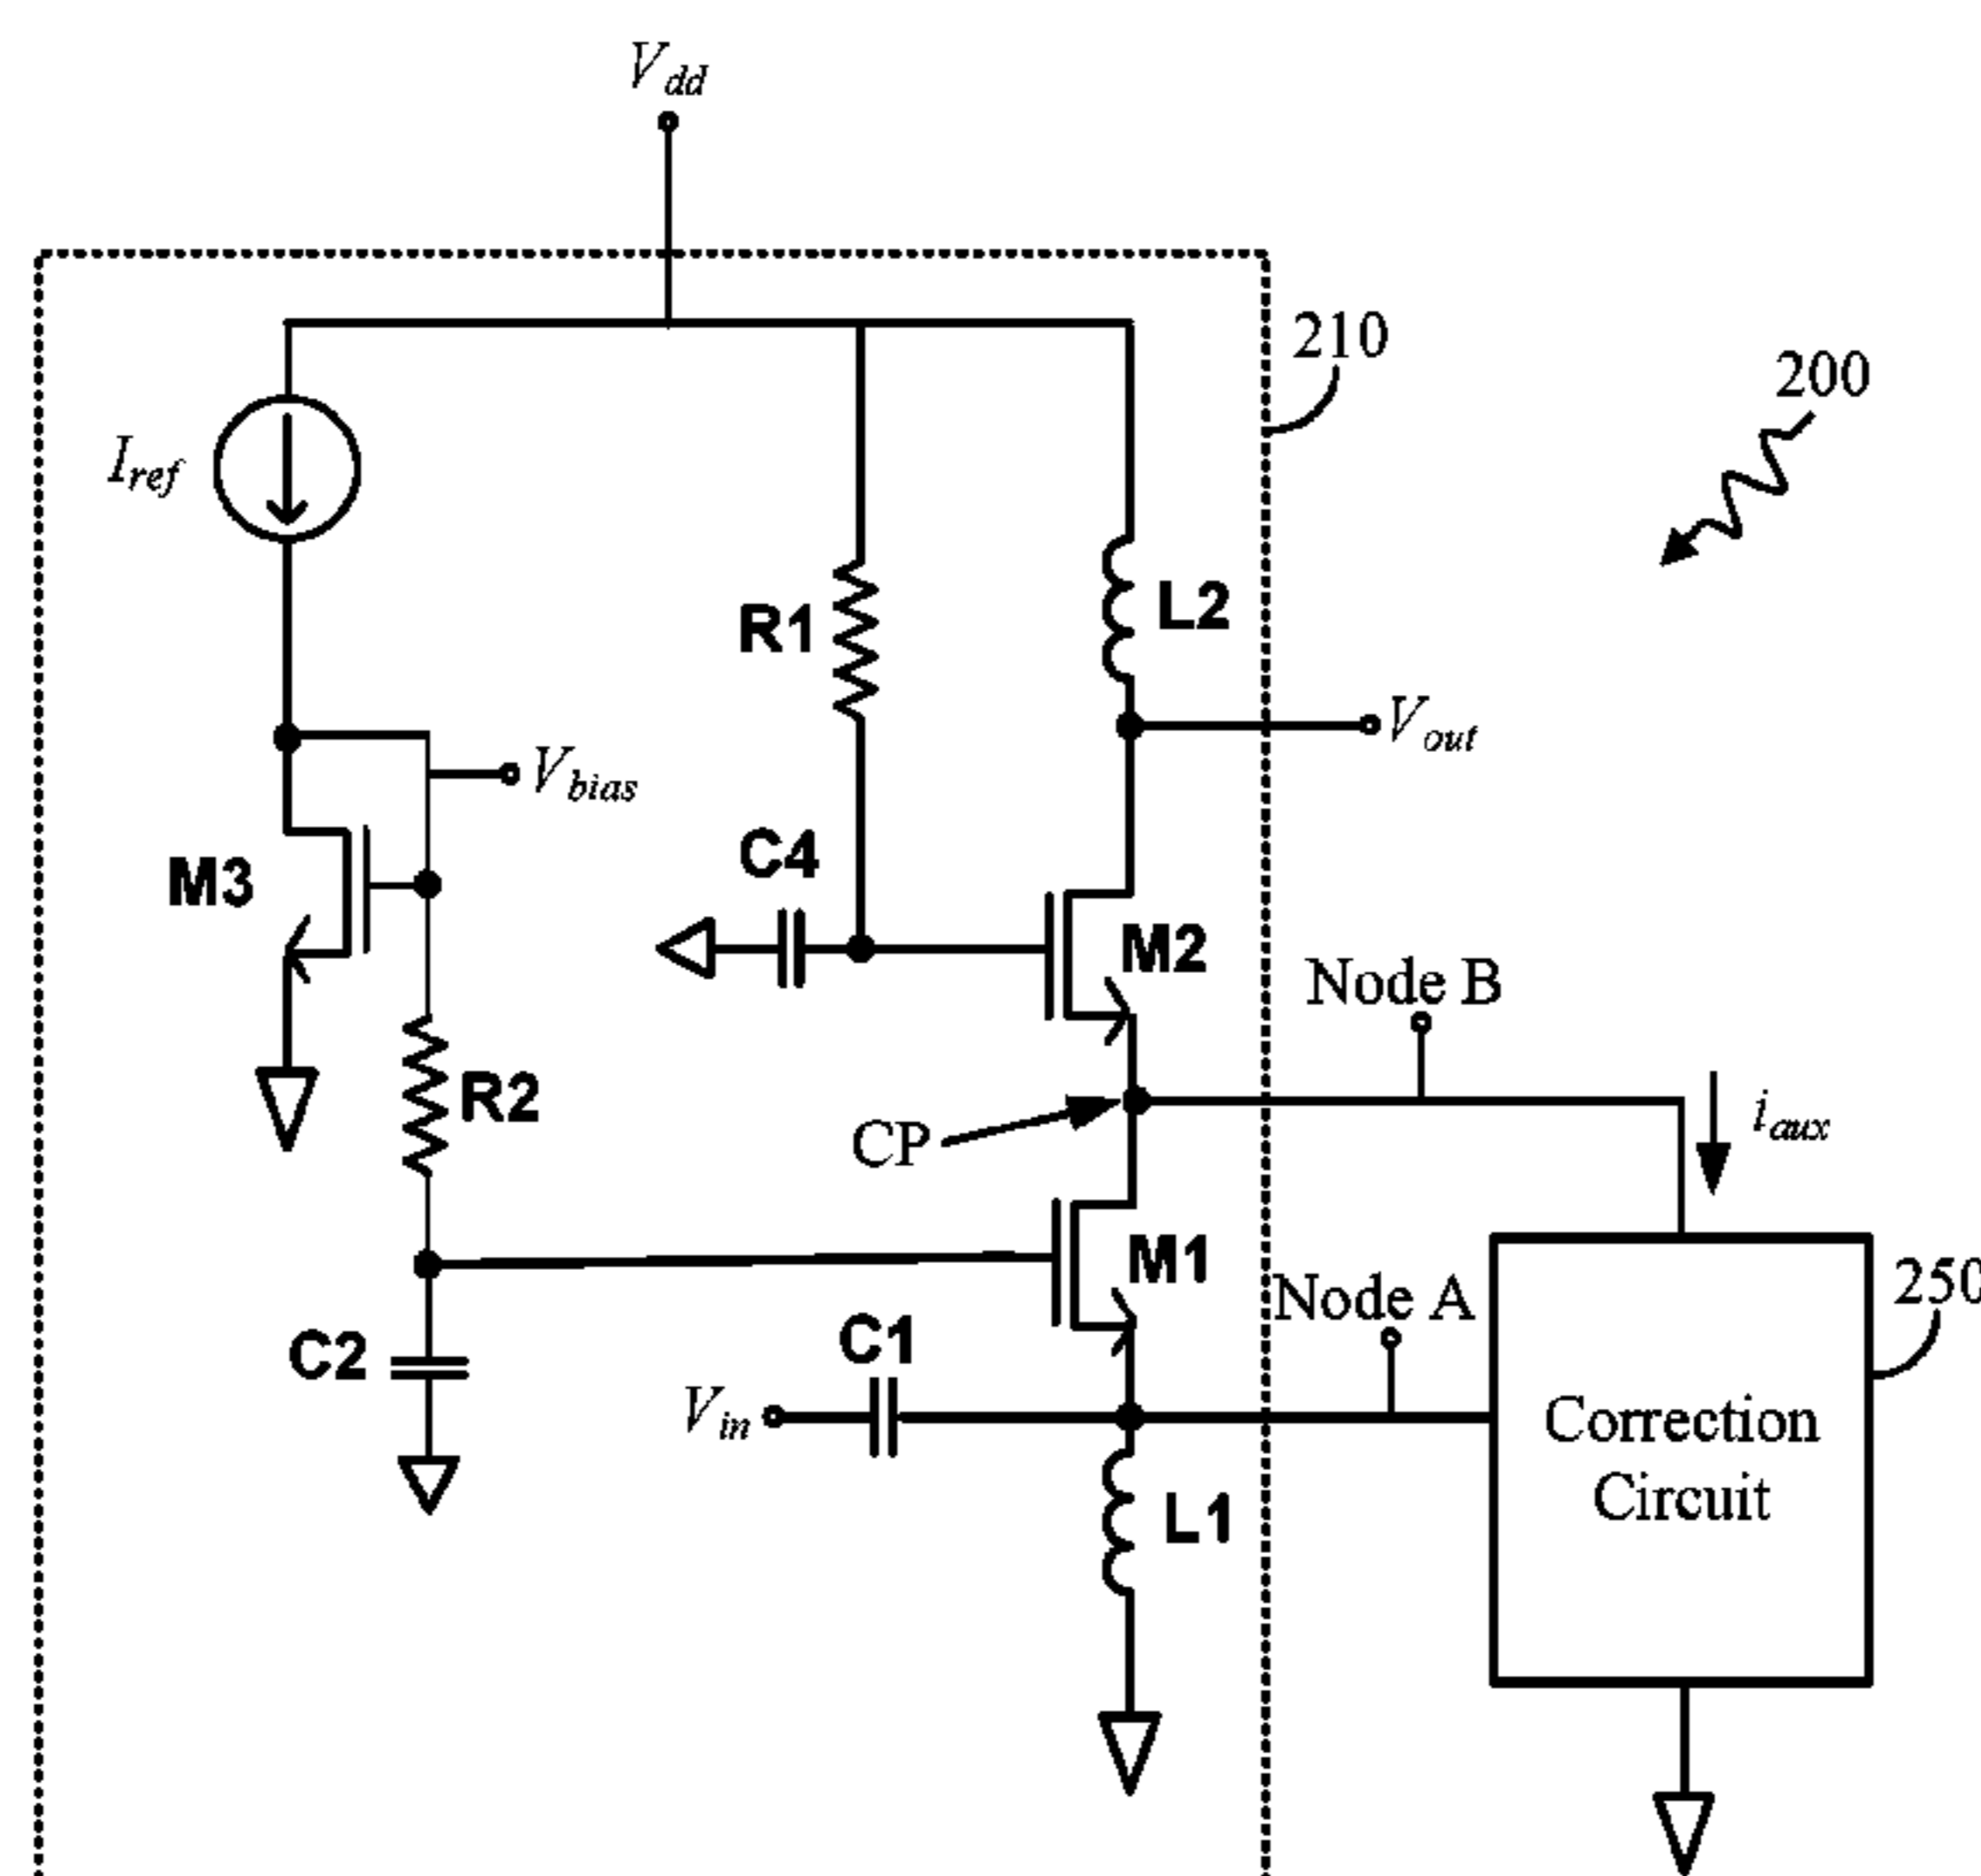 Vdd
210
200
Iref
R1
L2
Vout
Vbias
C4
M3
M2
Node B
R2
CP
iaux
M1
Node A
250
C1
C2
Vin
Correction
Circuit
L1